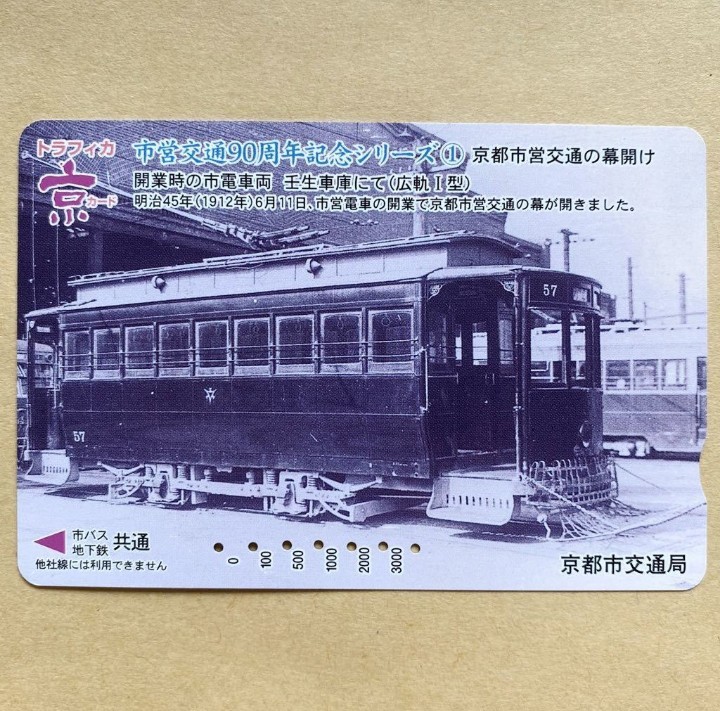 トラフィカ
京
カード
市営交通90周年記念シリーズ① 京都市営交通の幕開け
開業時の市電車両 壬生車庫にて(広軌Ⅰ型)
明治45年(1912年)6月11日、市営電車の開業で京都市営交通の幕が開きました。
57
57
市バス
地下鉄 共通
他社線には利用できません
0 100 500 1000 2000 3000
京都市交通局